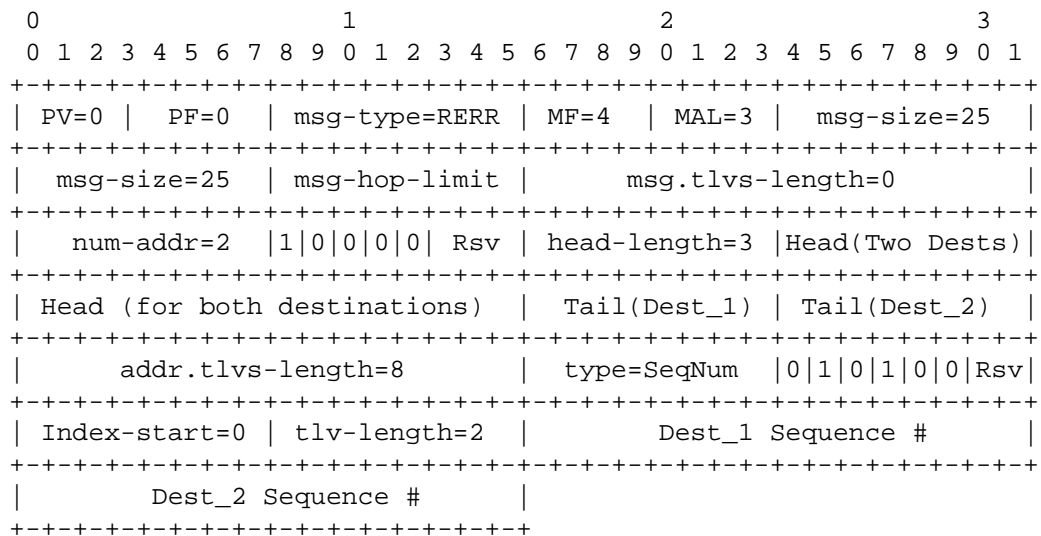 0                   1                   2                   3
 0 1 2 3 4 5 6 7 8 9 0 1 2 3 4 5 6 7 8 9 0 1 2 3 4 5 6 7 8 9 0 1
+-+-+-+-+-+-+-+-+-+-+-+-+-+-+-+-+-+-+-+-+-+-+-+-+-+-+-+-+-+-+-+-+
| PV=0 |  PF=0  | msg-type=RERR | MF=4  | MAL=3 |  msg-size=25  |
+-+-+-+-+-+-+-+-+-+-+-+-+-+-+-+-+-+-+-+-+-+-+-+-+-+-+-+-+-+-+-+-+
|  msg-size=25  | msg-hop-limit |      msg.tlvs-length=0        |
+-+-+-+-+-+-+-+-+-+-+-+-+-+-+-+-+-+-+-+-+-+-+-+-+-+-+-+-+-+-+-+-+
|   num-addr=2  |1|0|0|0|0| Rsv | head-length=3 |Head(Two Dests)|
+-+-+-+-+-+-+-+-+-+-+-+-+-+-+-+-+-+-+-+-+-+-+-+-+-+-+-+-+-+-+-+-+
| Head (for both destinations)  |  Tail(Dest_1) | Tail(Dest_2)  |
+-+-+-+-+-+-+-+-+-+-+-+-+-+-+-+-+-+-+-+-+-+-+-+-+-+-+-+-+-+-+-+-+
|      addr.tlvs-length=8       |  type=SeqNum  |0|1|0|1|0|0|Rsv|
+-+-+-+-+-+-+-+-+-+-+-+-+-+-+-+-+-+-+-+-+-+-+-+-+-+-+-+-+-+-+-+-+
| Index-start=0 | tlv-length=2  |        Dest_1 Sequence #      |
+-+-+-+-+-+-+-+-+-+-+-+-+-+-+-+-+-+-+-+-+-+-+-+-+-+-+-+-+-+-+-+-+
|        Dest_2 Sequence #      |
+-+-+-+-+-+-+-+-+-+-+-+-+-+-+-+-+